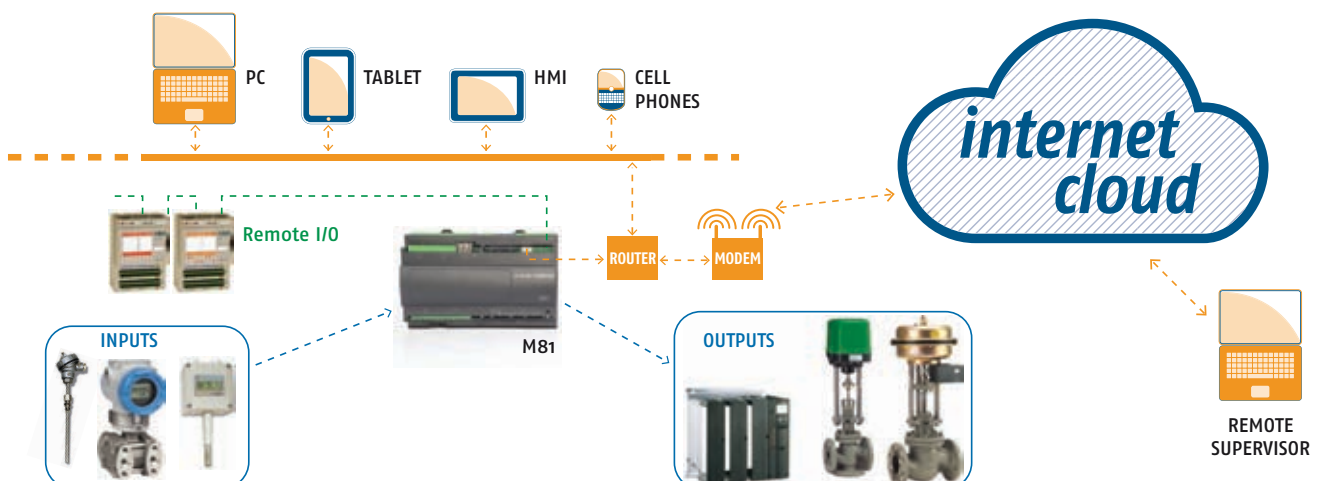 PC
TABLET
HMI
CELL
PHONES
internet
cloud
Remote I/O
ROUTER
MODEM
M81
INPUTS
OUTPUTS
REMOTE
SUPERVISOR